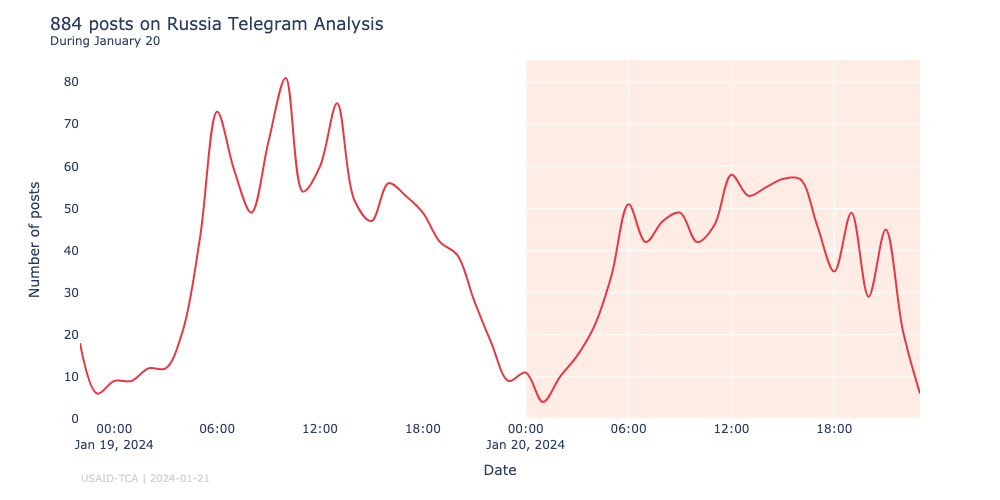 884 posts on Russia Telegram Analysis
During January 20
80
70
60
50
40
30
20
10
0
Number of posts
00:00 06:00 12:00 18:00 00:00 06:00 12:00 18:00
Jan 19, 2024 Jan 20, 2024
Date
USAID-TCA | 2024-01-21